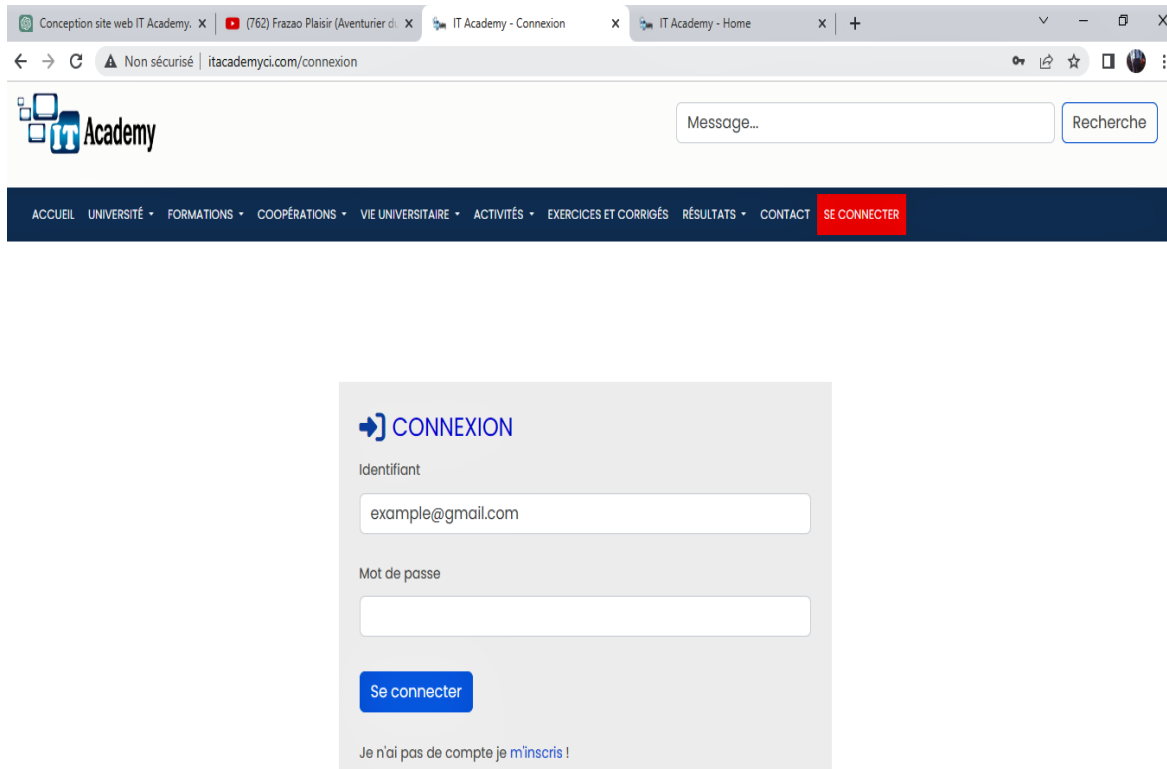 Conception site web IT Academy.
(762) Frazao Plaisir (Aventurier du
IT Academy - Connexion
IT Academy - Home
Non sécurisé | itacademyci.com/connexion
IT Academy
Message...
Recherche
ACCUEIL UNIVERSITÉ FORMATIONS COOPÉRATIONS VIE UNIVERSITAIRE ACTIVITÉS EXERCICES ET CORRIGÉS RÉSULTATS CONTACT SE CONNECTER
CONNEXION
Identifiant
example@gmail.com
Mot de passe
Se connecter
Je n'ai pas de compte je m'inscris !